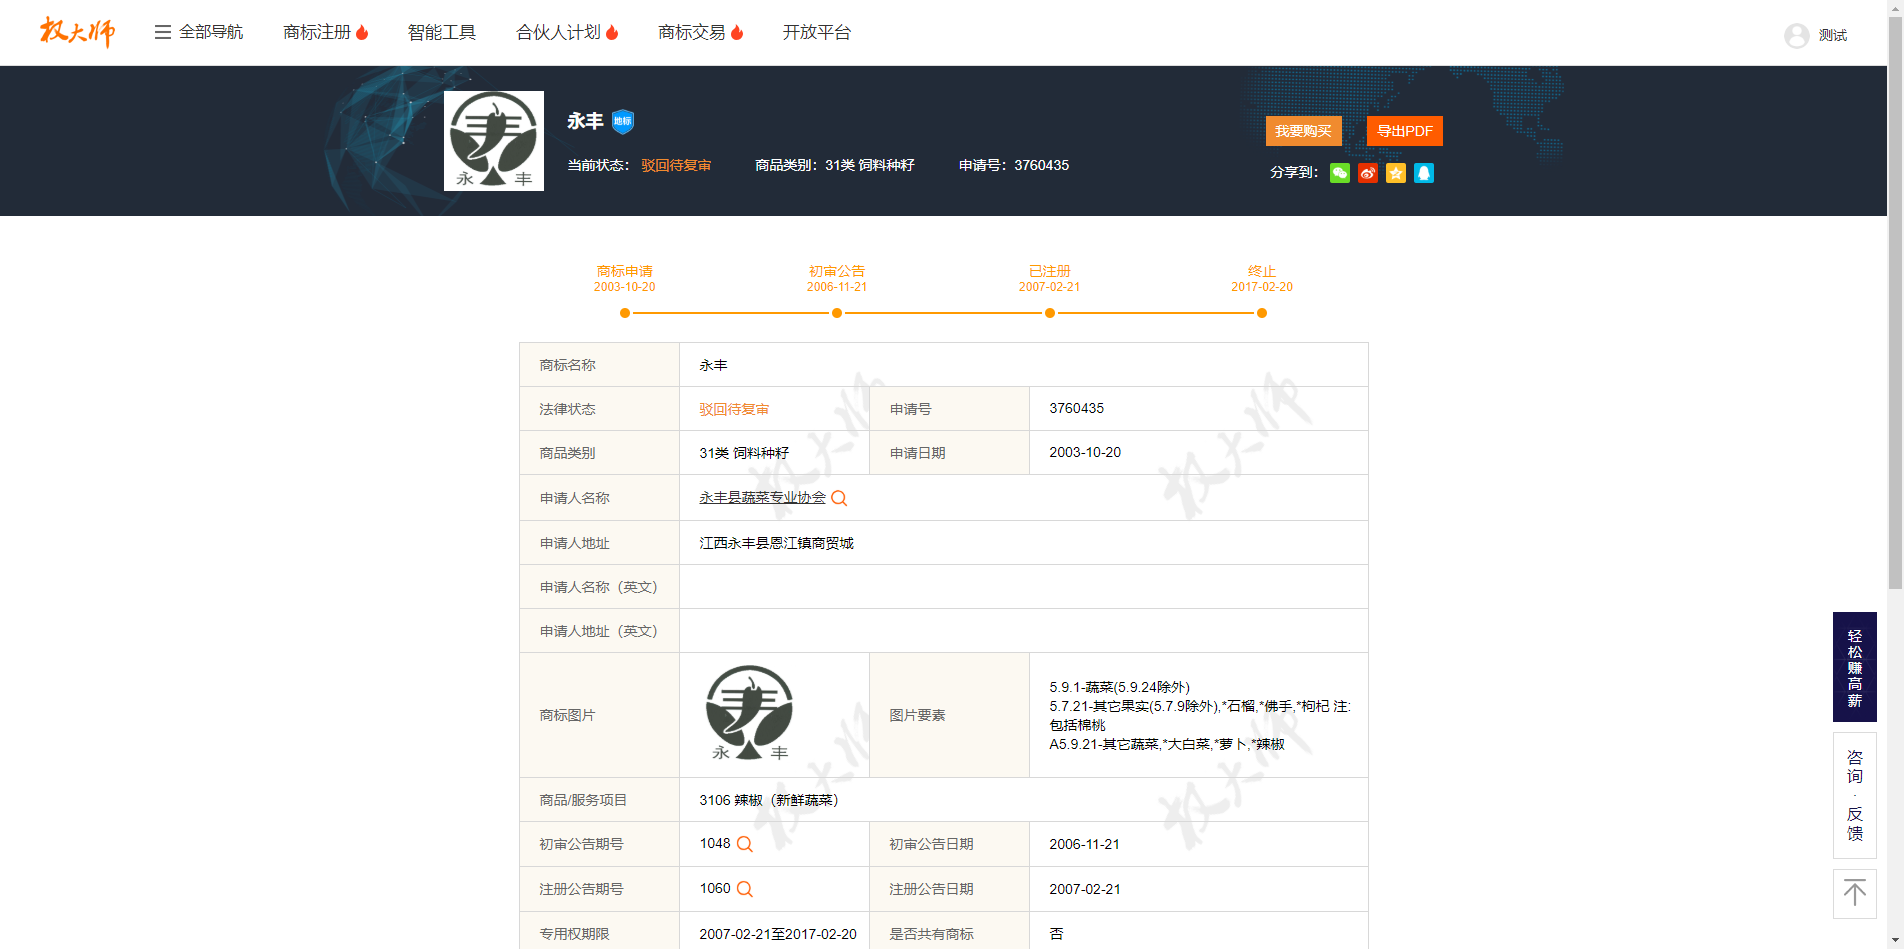 权大师
全部导航
商标注册
智能工具
合伙人计划
商标交易
开放平台
测试
永丰
永丰
地标
当前状态：
驳回待复审
商品类别：31类 饲料种籽
申请号：3760435
我要购买
导出PDF
分享到：
商标申请
2003-10-20
初审公告
2006-11-21
已注册
2007-02-21
终止
2017-02-20
商标名称
永丰
法律状态
驳回待复审
申请号
3760435
商品类别
31类 饲料种籽
申请日期
2003-10-20
申请人名称
永丰县蔬菜专业协会
申请人地址
江西永丰县恩江镇商贸城
申请人名称（英文）
申请人地址（英文）
商标图片
永丰
图片要素
5.9.1-蔬菜(5.9.24除外)
5.7.21-其它果实(5.7.9除外),*石榴,*佛手,*枸杞 注:
包括棉桃
A5.9.21-其它蔬菜,*大白菜,*萝卜,*辣椒
商品/服务项目
3106 辣椒（新鲜蔬菜）
初审公告期号
1048
初审公告日期
2006-11-21
注册公告期号
1060
注册公告日期
2007-02-21
专用权期限
2007-02-21至2017-02-20
是否共有商标
否
权大师
权大师
权大师
权大师
轻松赚高薪
咨询·反馈